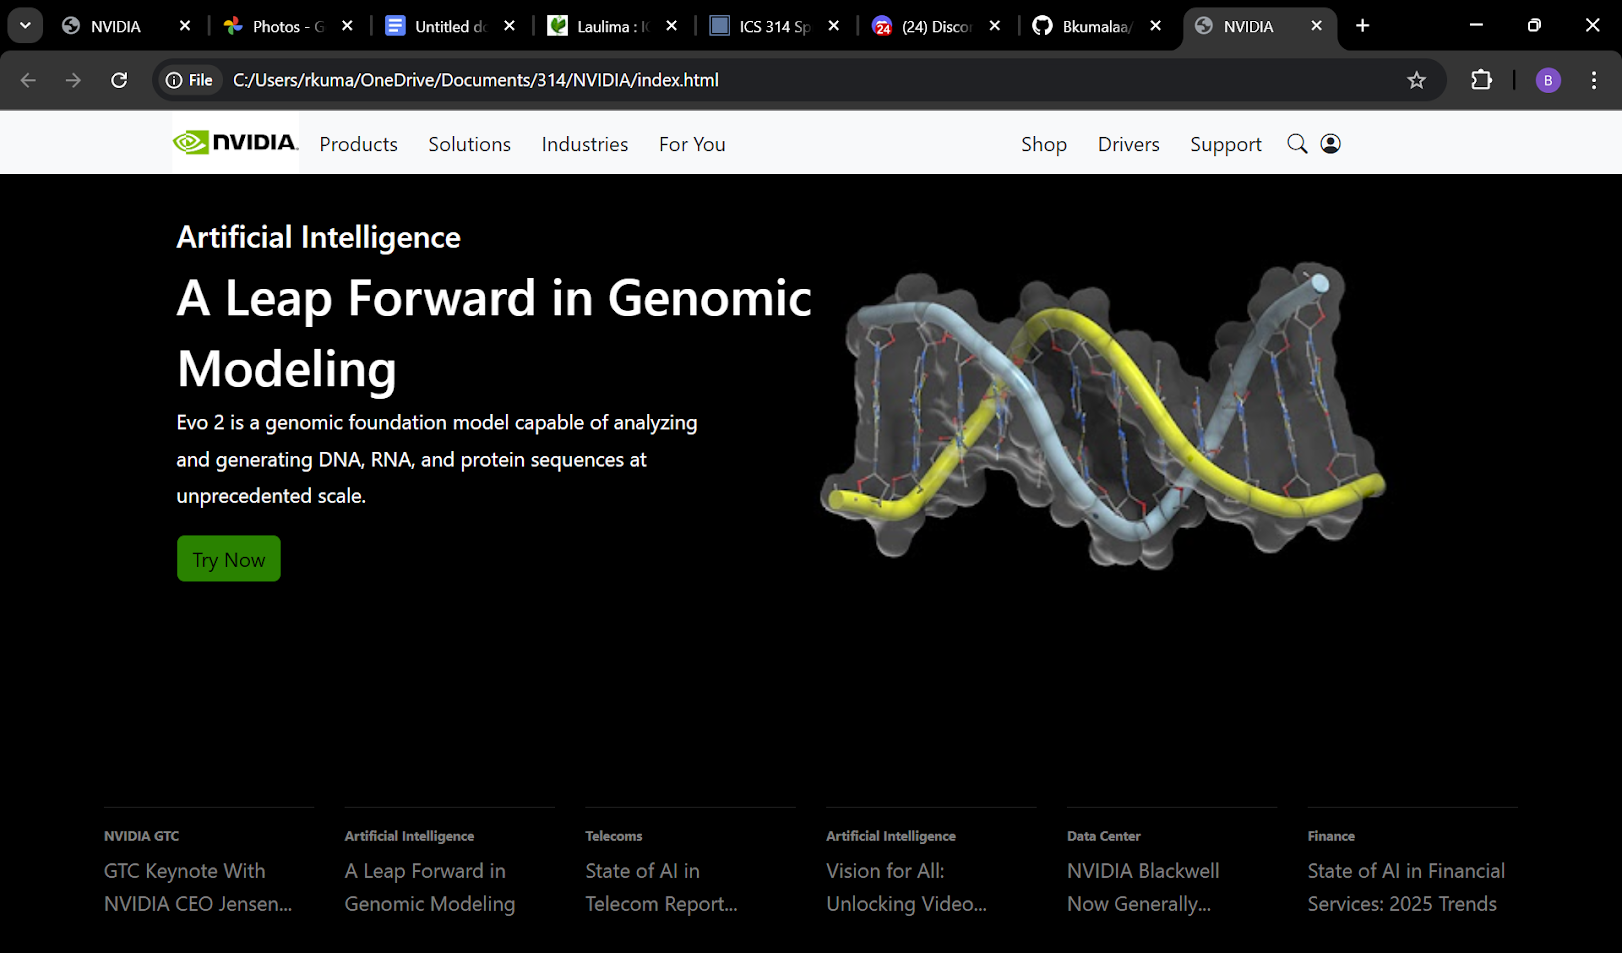 NVIDIA
Photos - G
Untitled do
Laulima : IC
ICS 314 Sp
24
(24) Discor
Bkumalaa/
NVIDIA
File
C:/Users/rkuma/OneDrive/Documents/314/NVIDIA/index.html
B
NVIDIA.
Products
Solutions
Industries
For You
Shop
Drivers
Support
Artificial Intelligence
A Leap Forward in Genomic
Modeling
Evo 2 is a genomic foundation model capable of analyzing
and generating DNA, RNA, and protein sequences at
unprecedented scale.
Try Now
NVIDIA GTC
GTC Keynote With
NVIDIA CEO Jensen...
Artificial Intelligence
A Leap Forward in
Genomic Modeling
Telecoms
State of AI in
Telecom Report...
Artificial Intelligence
Vision for All:
Unlocking Video...
Data Center
NVIDIA Blackwell
Now Generally...
Finance
State of AI in Financial
Services: 2025 Trends